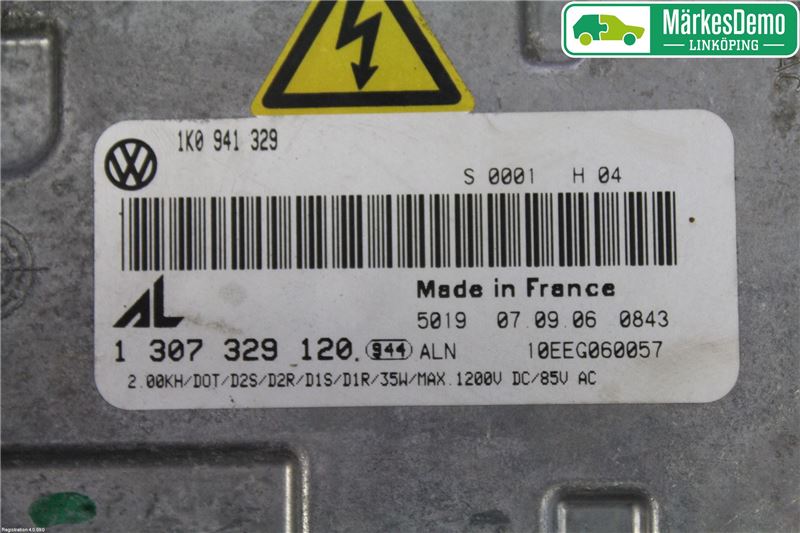 MärkesDemo
LINKÖPING
1K0 941 329
S 0001 H 04
AL
Made in France
5019 07.09.06 0843
1 307 329 120. 944 ALN 10EEG060057
2.00KH/DOT/D2S/D2R/D1S/D1R/35W/MAX.1200V DC/85V AC